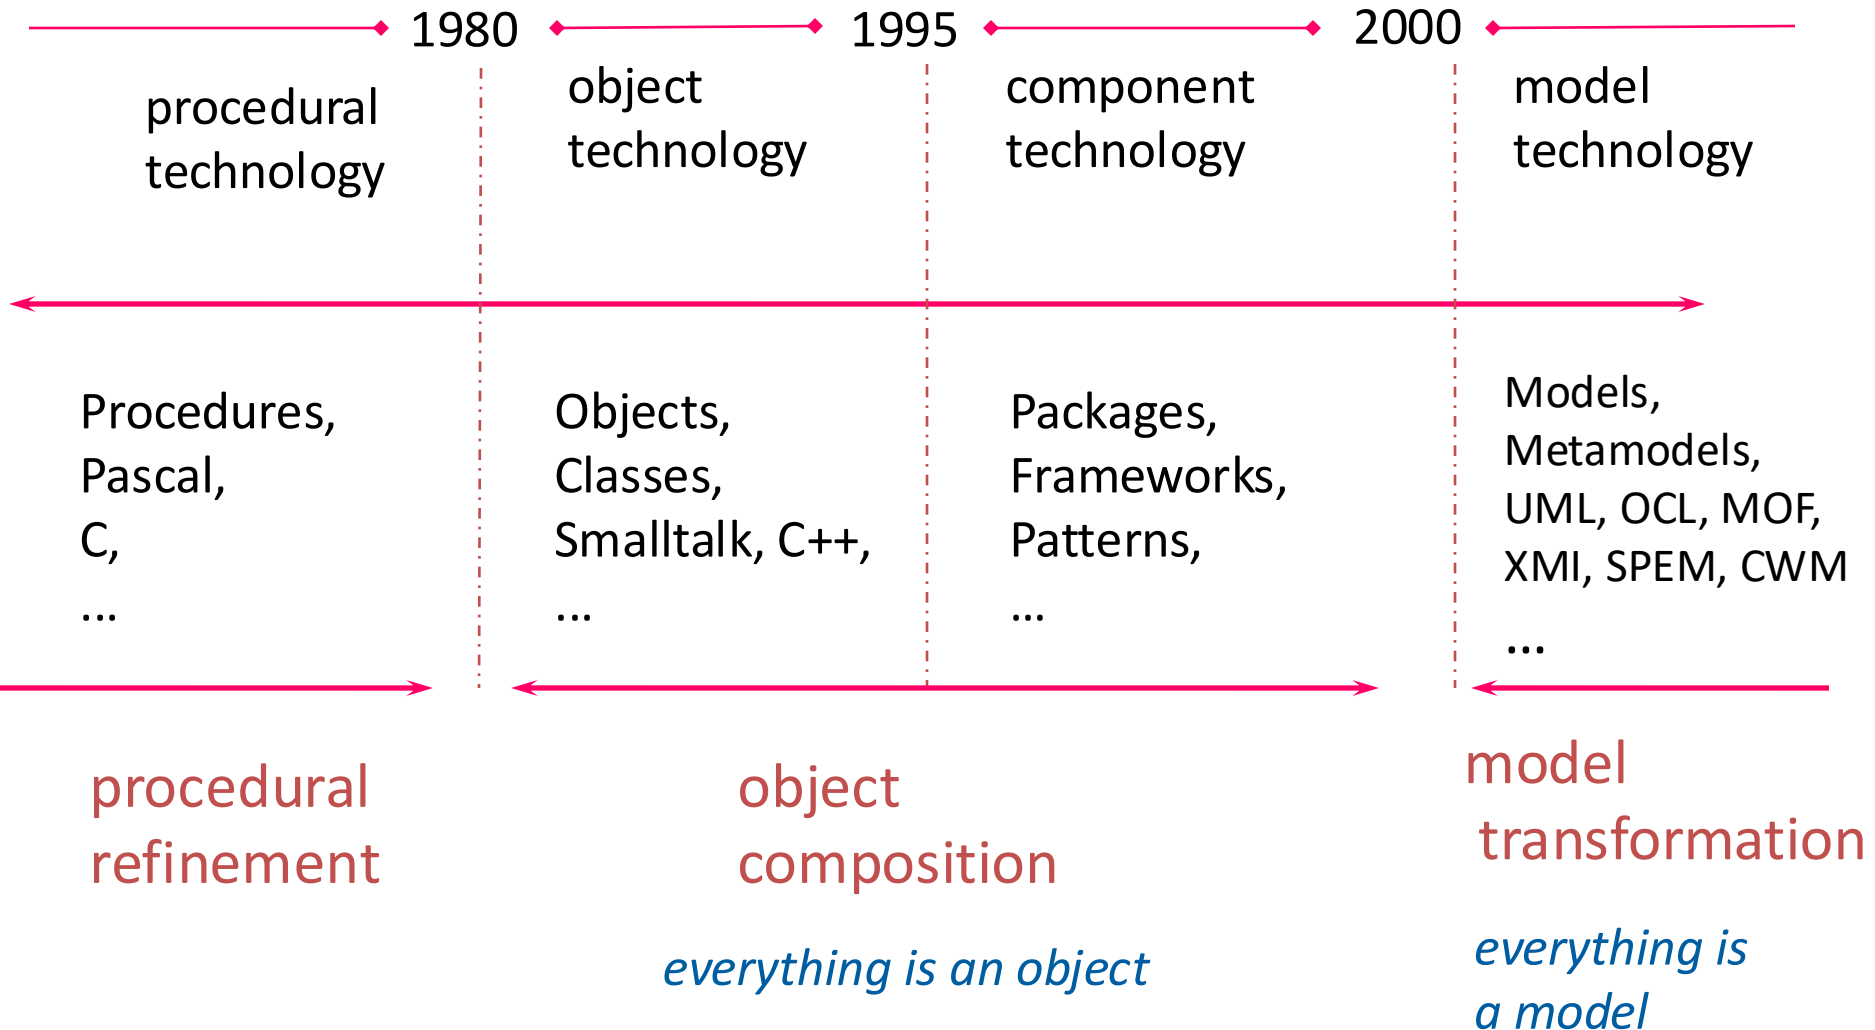 1980
1995
2000
procedural
technology
object
technology
component
technology
model
technology
Procedures,
Pascal,
C,
...
Objects,
Classes,
Smalltalk, C++,
...
Packages,
Frameworks,
Patterns,
...
Models,
Metamodels,
UML, OCL, MOF,
XMI, SPEM, CWM
...
procedural
refinement
object
composition
model
transformation
everything is an object
everything is
a model